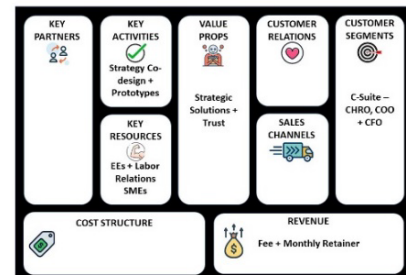 KEY
PARTNERS
KEY
ACTIVITIES
Strategy Co-
design +
Prototypes
KEY
RESOURCES
EEs + Labor
Relations
SMEs
VALUE
PROPS
Strategic
Solutions +
Trust
CUSTOMER
RELATIONS
SALES
CHANNELS
CUSTOMER
SEGMENTS
C-Suite –
CHRO, COO
+ CFO
COST STRUCTURE
REVENUE
Fee + Monthly Retainer